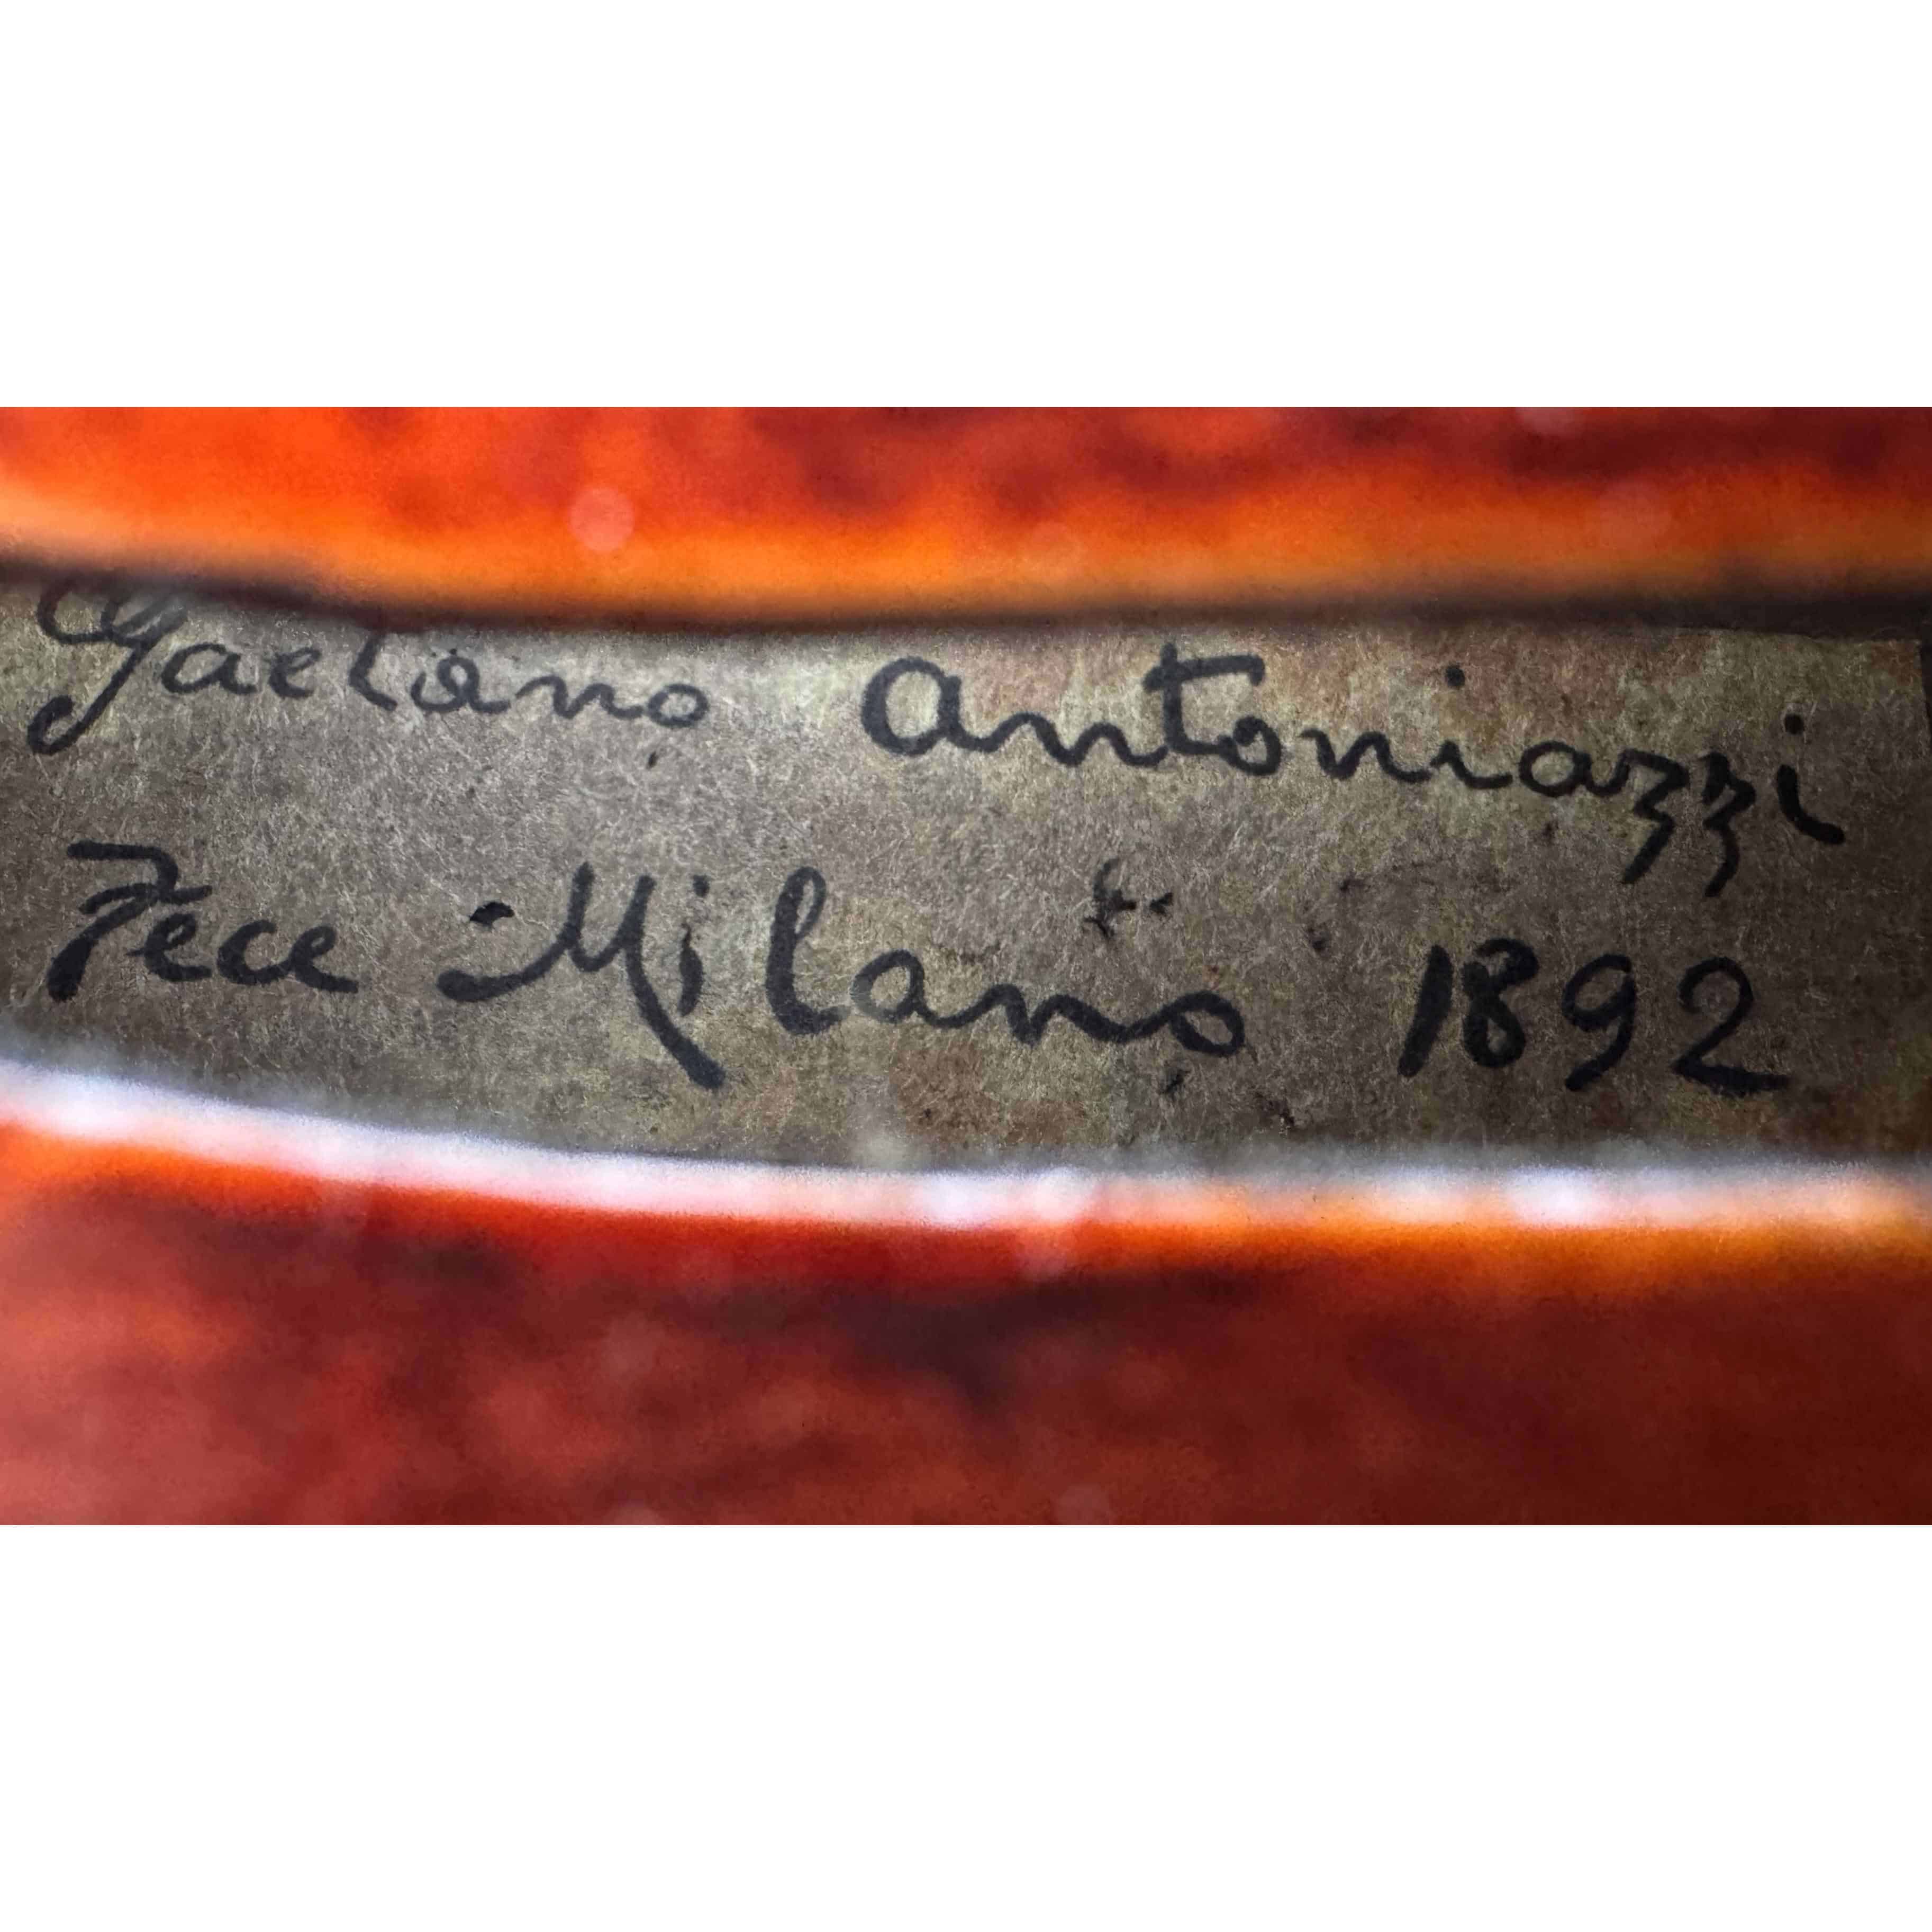 Gaetano Antoniazzi
Fece Milano 1892